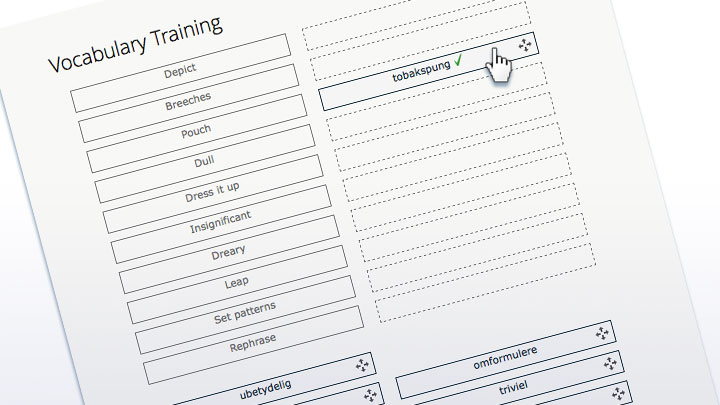 Vocabulary Training
Depict
Breeches
Pouch
Dull
Dress it up
Insignificant
Dreary
Leap
Set patterns
Rephrase
tobakspung
ubetydelig
omformulere
triviel